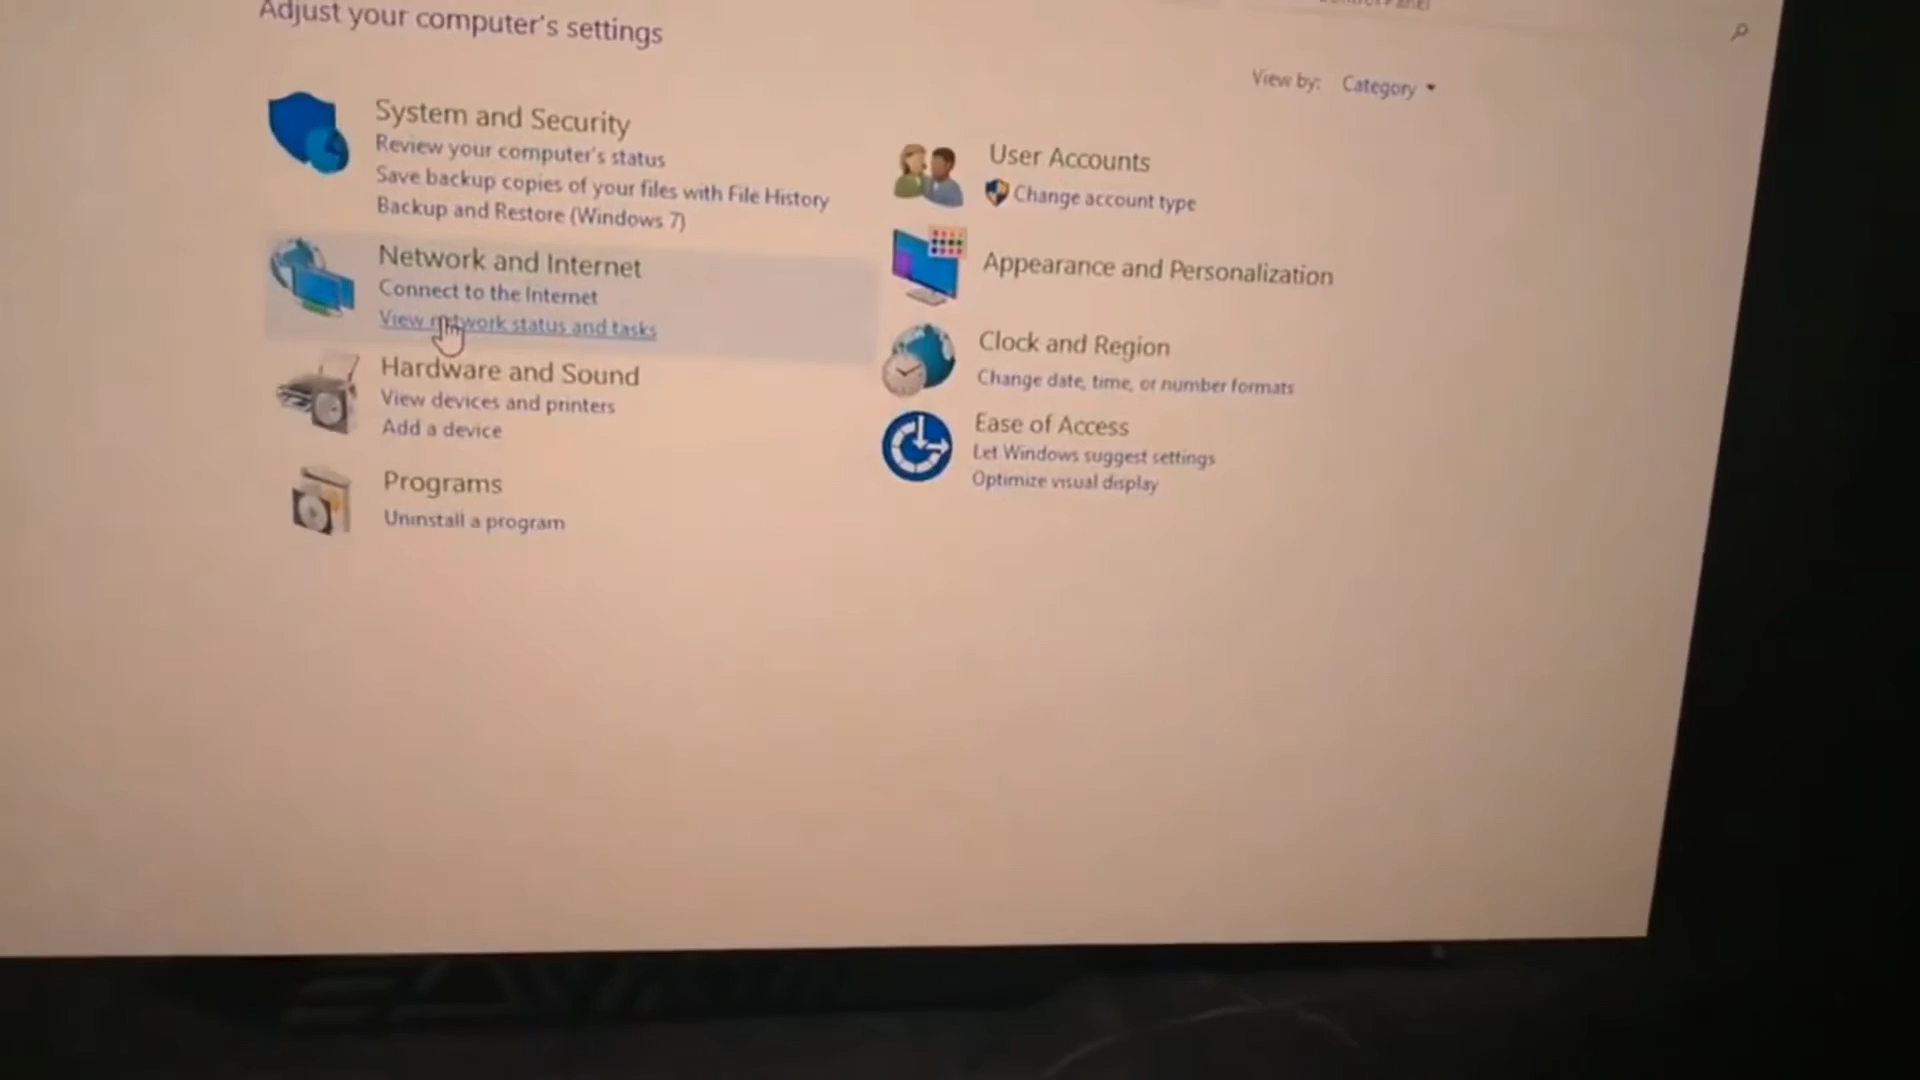 Adjust your computer's settings
View by: Category
System and Security
Review your computer's status
Save backup copies of your files with File History
Backup and Restore (Windows 7)
Network and Internet
Connect to the Internet
View network status and tasks
Hardware and Sound
View devices and printers
Add a device
Programs
Uninstall a program
User Accounts
Change account type
Appearance and Personalization
Clock and Region
Change date, time, or number formats
Ease of Access
Let Windows suggest settings
Optimize visual display